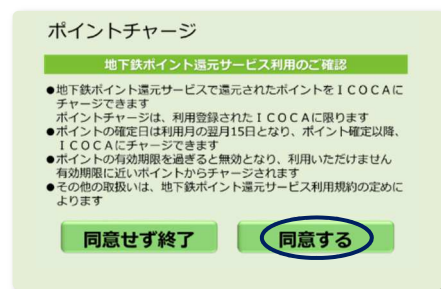 ポイントチャージ
地下鉄ポイント還元サービス利用のご確認
●地下鉄ポイント還元サービスで還元されたポイントをＩＣＯＣＡに
チャージできます
ポイントチャージは、利用登録されたＩＣＯＣＡに限ります
●ポイントの確定日は利用月の翌月15日となり、ポイント確定以降、
ＩＣＯＣＡにチャージできます
●ポイントの有効期限を過ぎると無効となり、利用いただけません
有効期限に近いポイントからチャージされます
●その他の取扱いは、地下鉄ポイント還元サービス利用規約の定めに
よります
同意せず終了
同意する